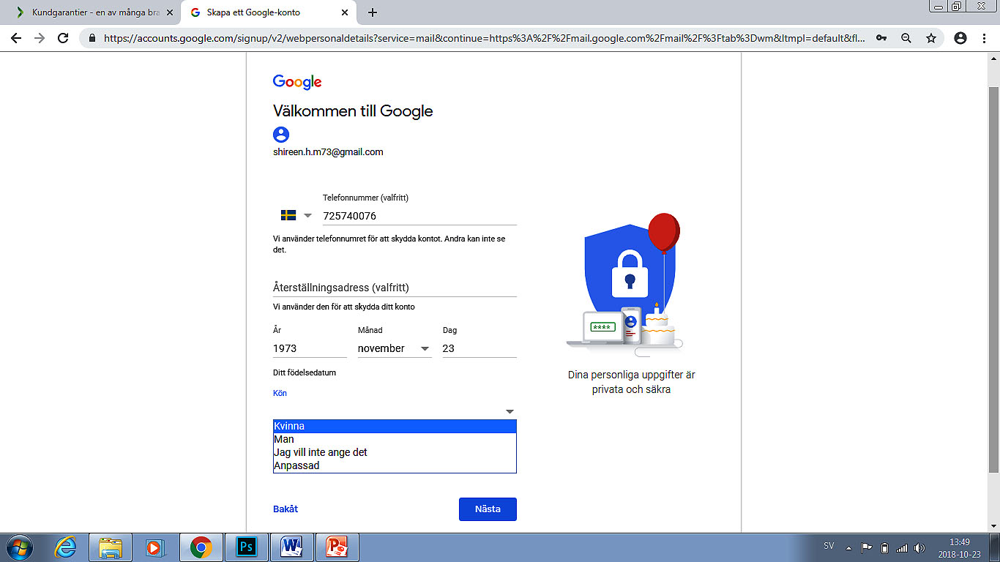 Kundgarantier - en av många bra
Skapa ett Google-konto
https://accounts.google.com/signup/v2/webpersonaldetails?service=mail&continue=https%3A%2F%2Fmail.google.com%2Fmail%2F%3Ftab%3Dwm&ltmpl=default&fl...
Google
Välkommen till Google
shireen.h.m73@gmail.com
Telefonnummer (valfritt)
725740076
Vi använder telefonnumret för att skydda kontot. Andra kan inte se
det.
Återställningsadress (valfritt)
Vi använder den för att skydda ditt konto
År Månad Dag
1973 november 23
Ditt födelsedatum
Kön
Kvinna
Man
Jag vill inte ange det
Anpassad
Bakåt Nästa
****
Dina personliga uppgifter är
privata och säkra
Ps W P
SV
13:49
2018-10-23